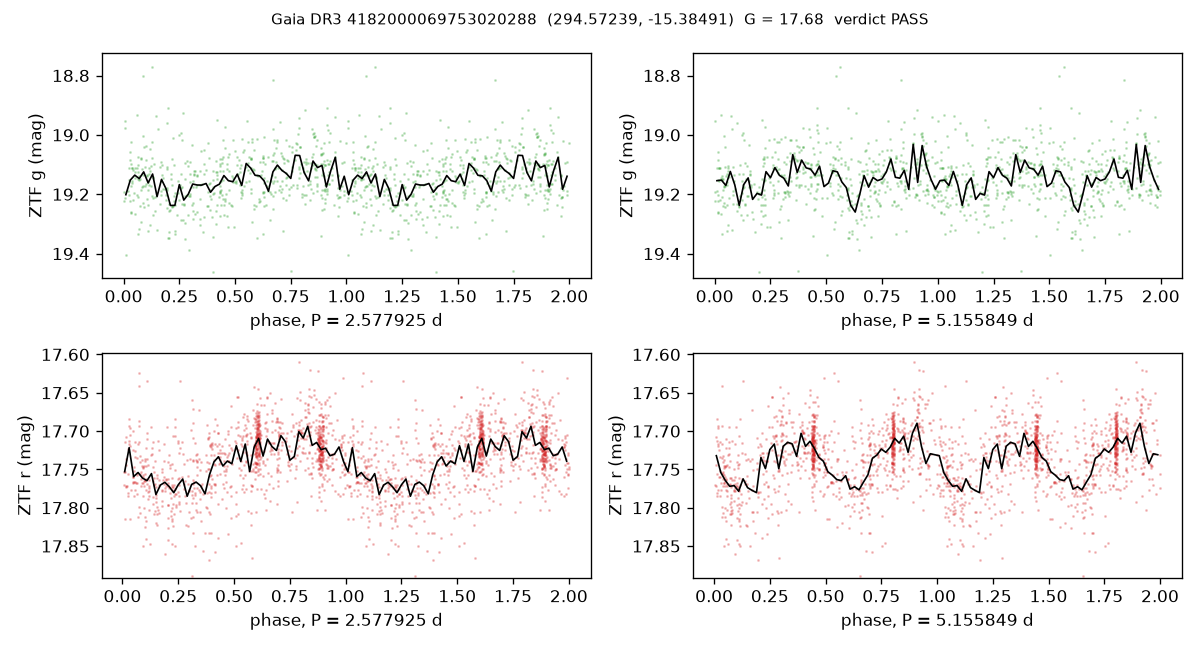 Gaia DR3 4182000069753020288 (294.57239, -15.38491) G = 17.68 verdict PASS
ZTF g (mag)
18.8
19.0
19.2
19.4
0.00 0.25 0.50 0.75 1.00 1.25 1.50 1.75 2.00
phase, P = 2.577925 d
ZTF g (mag)
18.8
19.0
19.2
19.4
0.00 0.25 0.50 0.75 1.00 1.25 1.50 1.75 2.00
phase, P = 5.155849 d
ZTF r (mag)
17.60
17.65
17.70
17.75
17.80
17.85
0.00 0.25 0.50 0.75 1.00 1.25 1.50 1.75 2.00
phase, P = 2.577925 d
ZTF r (mag)
17.60
17.65
17.70
17.75
17.80
17.85
0.00 0.25 0.50 0.75 1.00 1.25 1.50 1.75 2.00
phase, P = 5.155849 d